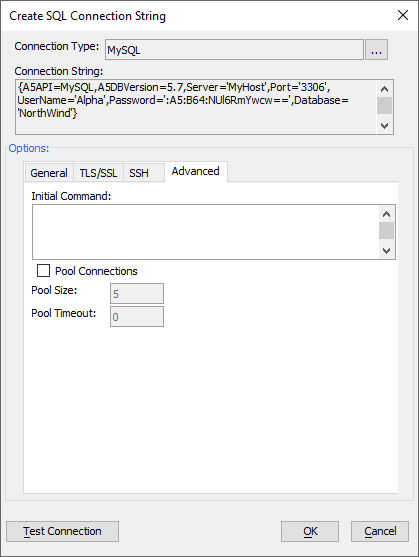 Create SQL Connection String
Connection Type: MySQL ...
Connection String:
{A5API=MySQL,A5DBVersion=5.7,Server='MyHost',Port='3306',
UserName='Alpha',Password=':A5:B64:NUl6RmYwcw==',Database=
'NorthWind'}
Options:
General TLS/SSL SSH Advanced
Initial Command:
Pool Connections
Pool Size: 5
Pool Timeout: 0
Test Connection OK Cancel